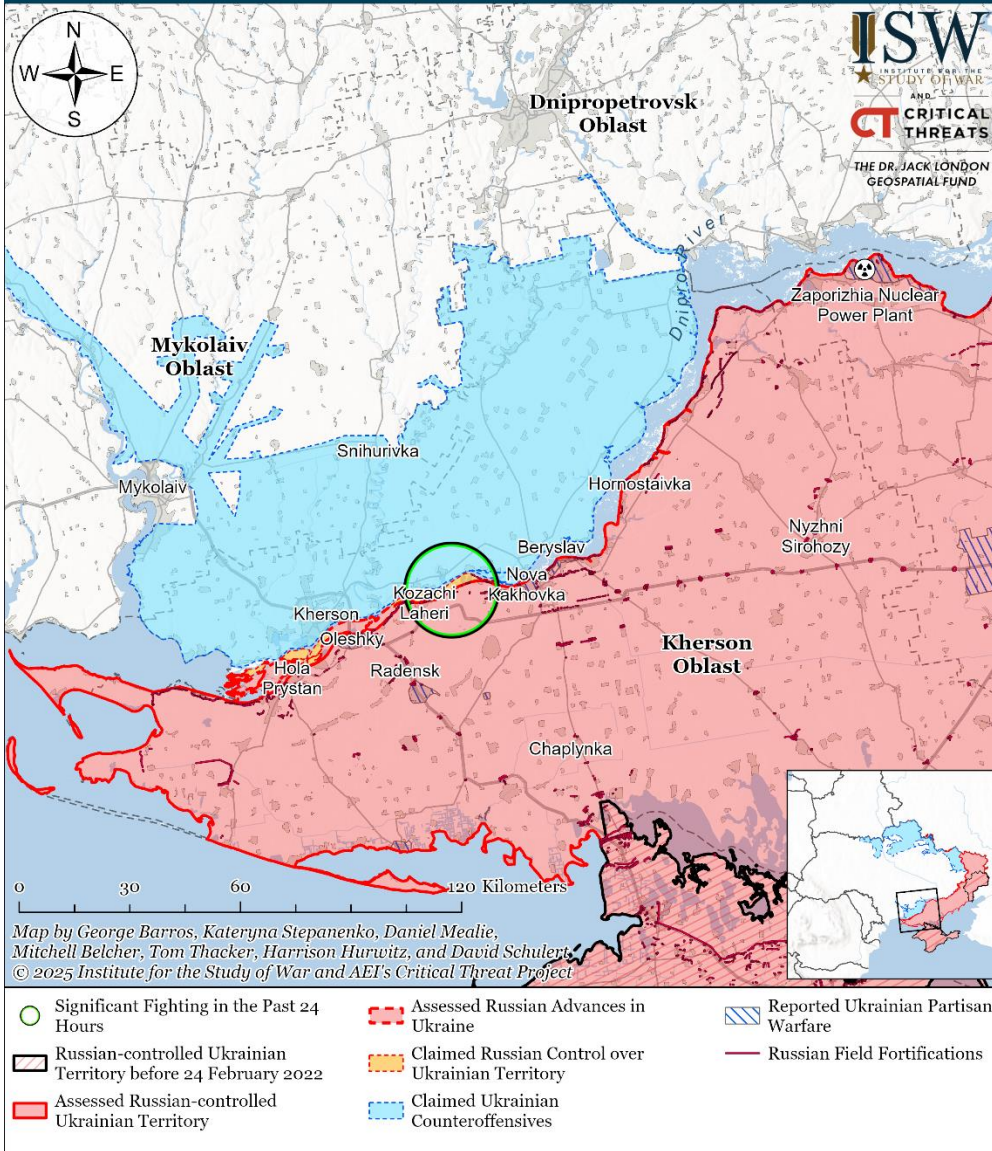 N
W E
S
ISW
INSTITUTE FOR THE
STUDY OF WAR
AND
CT CRITICAL
THREATS
THE DR. JACK LONDON
GEOSPATIAL FUND
Dnipropetrovsk
Oblast
Dnipro River
Zaporizhia Nuclear
Power Plant
Mykolaiv
Oblast
Snihurivka
Mykolaiv
Hornostaivka
Nyzhni
Sirohozy
Beryslav
Nova
Kakhovka
Kozachi
Laheri
Kherson
Oleshky
Kherson
Oblast
Hola
Prystan
Radensk
Chaplynka
0 30 60 120 Kilometers
Map by George Barros, Kateryna Stepanenko, Daniel Mealie,
Mitchell Belcher, Tom Thacker, Harrison Hurwitz, and David Schulert
© 2025 Institute for the Study of War and AEI's Critical Threat Project
Significant Fighting in the Past 24
Hours
Russian-controlled Ukrainian
Territory before 24 February 2022
Assessed Russian-controlled
Ukrainian Territory
Assessed Russian Advances in
Ukraine
Claimed Russian Control over
Ukrainian Territory
Claimed Ukrainian
Counteroffensives
Reported Ukrainian Partisan
Warfare
Russian Field Fortifications